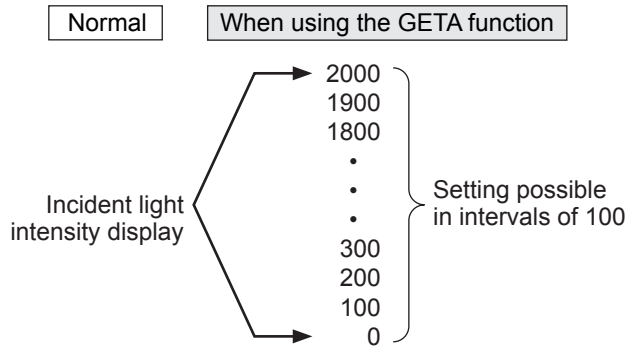 Normal
When using the GETA function
2000
1900
1800
•
•
•
300
200
100
0
Incident light
intensity display
Setting possible
in intervals of 100